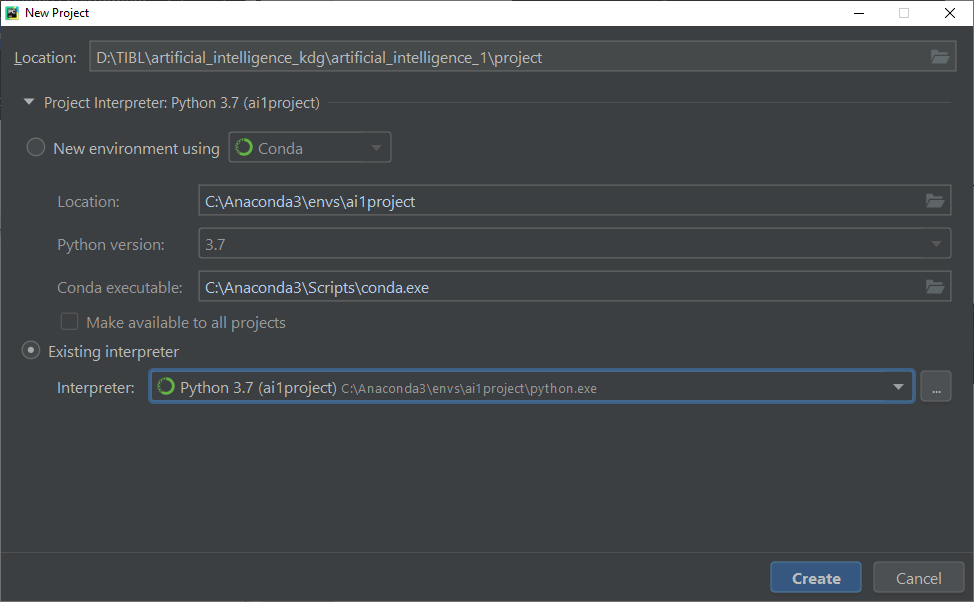 New Project
Location: D:\TIBL\artificial_intelligence_kdg\artificial_intelligence_1\project
Project Interpreter: Python 3.7 (ai1project)
New environment using Conda
Location: C:\Anaconda3\envs\ai1project
Python version: 3.7
Conda executable: C:\Anaconda3\Scripts\conda.exe
Make available to all projects
Existing interpreter
Interpreter: Python 3.7 (ai1project) C:\Anaconda3\envs\ai1project\python.exe ...
Create Cancel